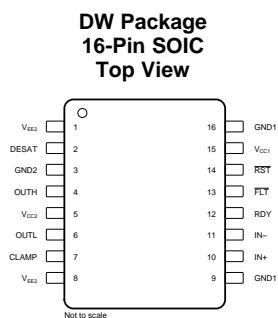 DW Package
16-Pin SOIC
Top View
VEE2 1 16 GND1
DESAT 2 15 VCC1
GND2 3 14 RST
OUTH 4 13 FLT
VCC2 5 12 RDY
OUTL 6 11 IN–
CLAMP 7 10 IN+
VEE2 8 9 GND1
Not to scale